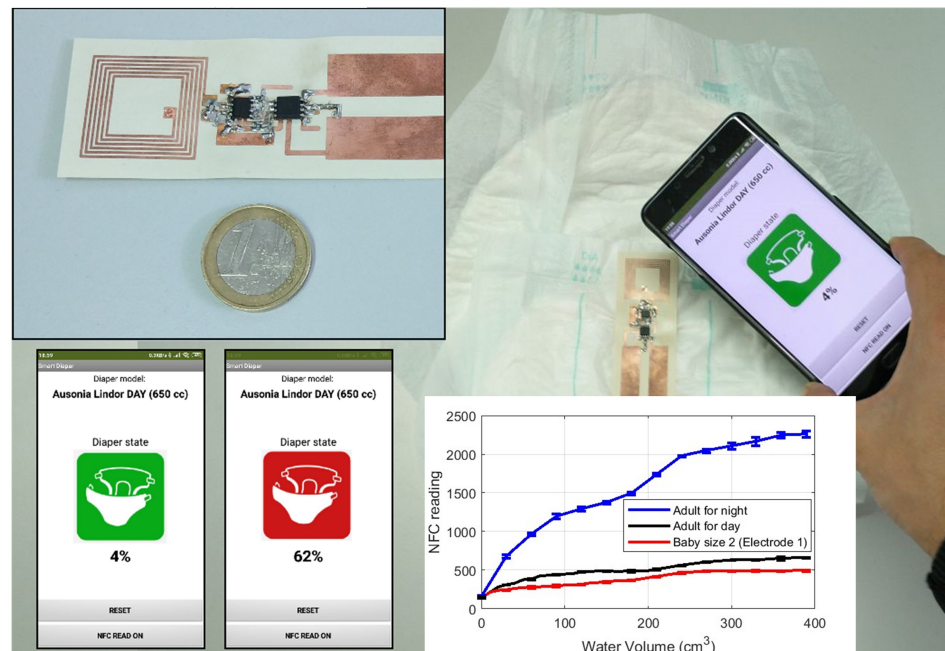 1
EURO
18:59
Smart Diaper
Diaper model:
Ausonia Lindor DAY (650 cc)
Diaper state
4%
RESET
NFC READ ON
Smart Diaper
Diaper model:
Ausonia Lindor DAY (650 cc)
Diaper state
62%
RESET
NFC READ ON
Diaper model:
Ausonia Lindor DAY (650 cc)
Diaper state
4%
RESET
NFC READ ON
2500
2000
1500
1000
500
0
NFC reading
Adult for night
Adult for day
Baby size 2 (Electrode 1)
0 100 200 300 400
Water Volume (cm³)